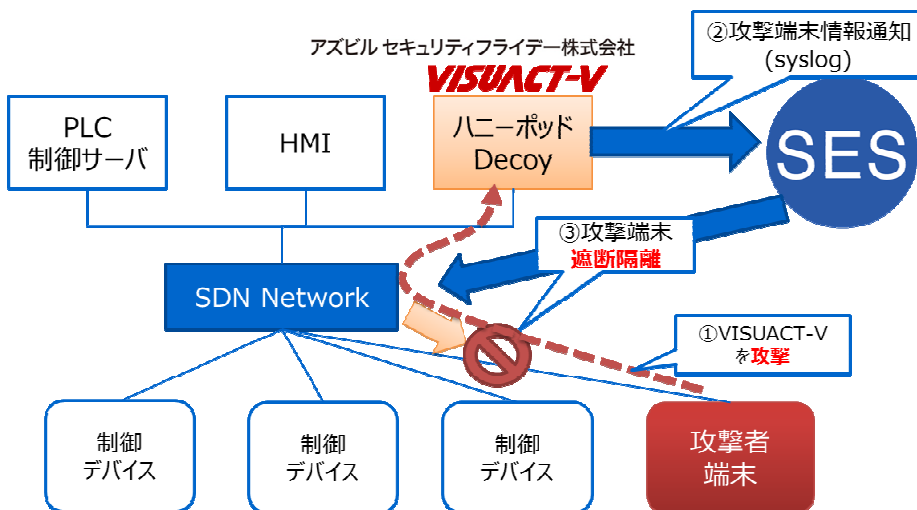 アズビル セキュリティフライデー株式会社
VISUACT-V
②攻撃端末情報通知
(syslog)
PLC
制御サーバ
HMI
ハニーポッド
Decoy
SES
③攻撃端末
遮断隔離
SDN Network
①VISUACT-V
を攻撃
制御
デバイス
制御
デバイス
制御
デバイス
攻撃者
端末